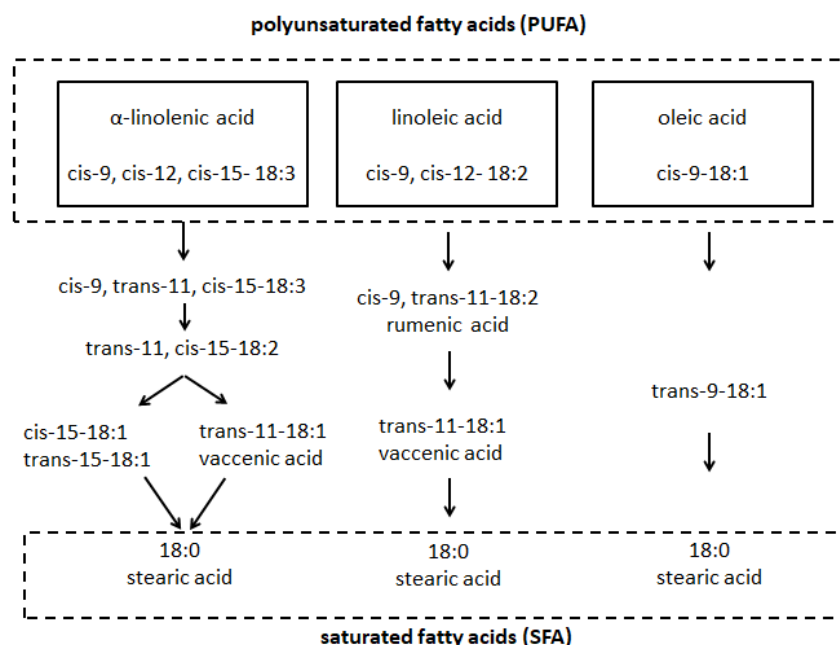 polyunsaturated fatty acids (PUFA)
α-linolenic acid
cis-9, cis-12, cis-15- 18:3
linoleic acid
cis-9, cis-12- 18:2
oleic acid
cis-9-18:1
cis-9, trans-11, cis-15-18:3
trans-11, cis-15-18:2
cis-15-18:1
trans-15-18:1
trans-11-18:1
vaccenic acid
cis-9, trans-11-18:2
rumenic acid
trans-11-18:1
vaccenic acid
trans-9-18:1
18:0
stearic acid
18:0
stearic acid
18:0
stearic acid
saturated fatty acids (SFA)